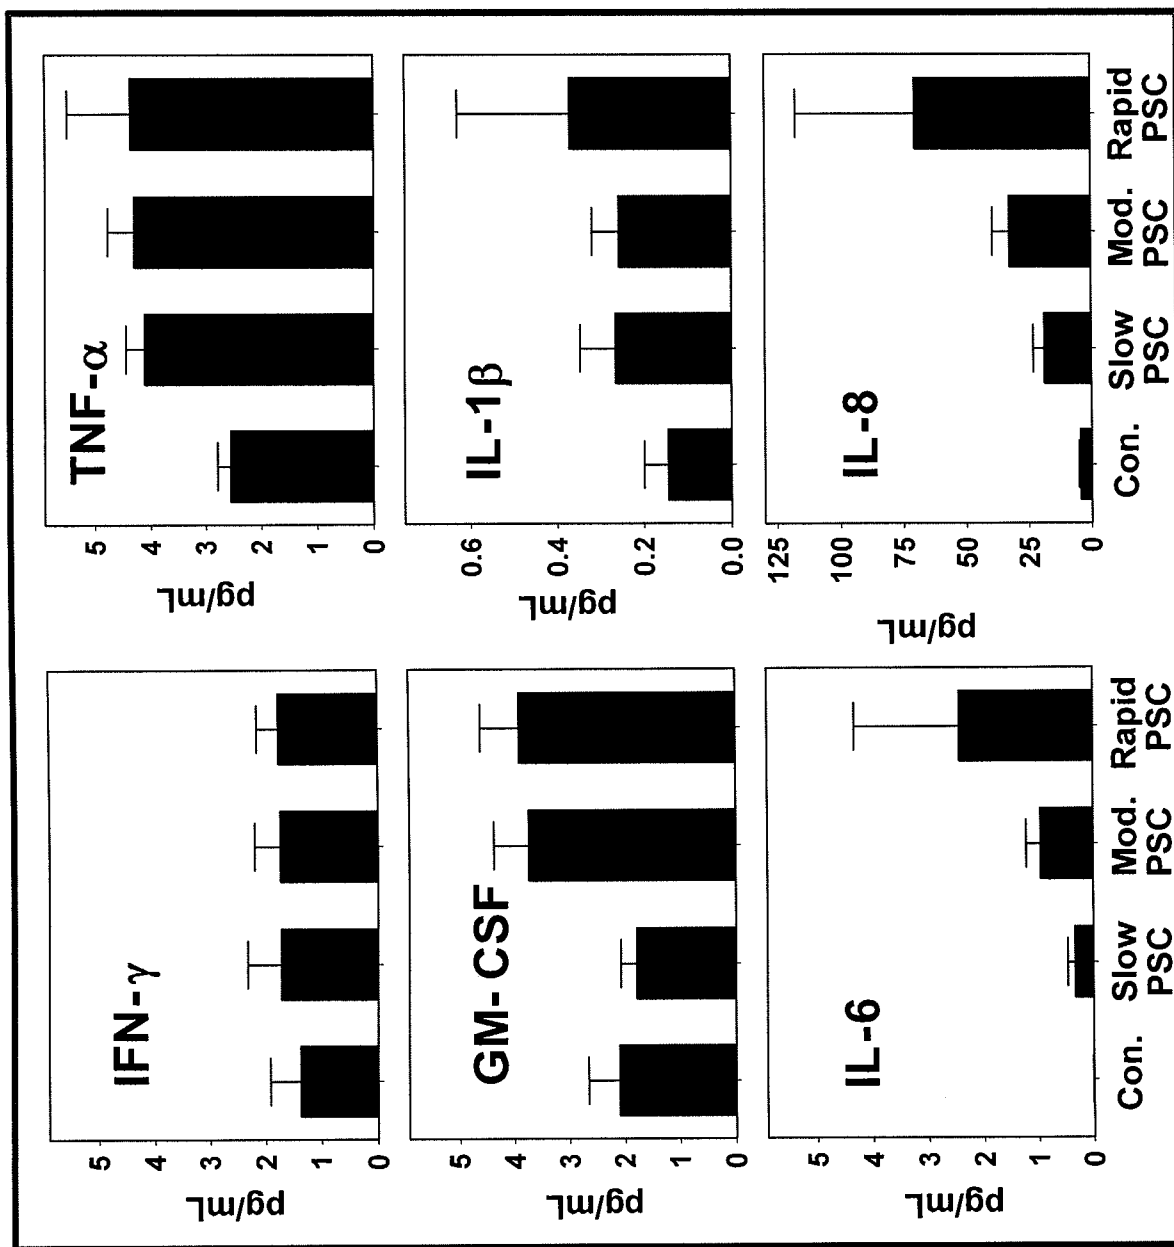 IFN-γ
pg/mL
5
4
3
2
1
0
TNF-α
pg/mL
5
4
3
2
1
0
GM- CSF
pg/mL
5
4
3
2
1
0
IL-1β
pg/mL
0.6
0.4
0.2
0.0
IL-6
pg/mL
5
4
3
2
1
0
Con. Slow Mod. Rapid
PSC PSC PSC
IL-8
pg/mL
125
100
75
50
25
0
Con. Slow Mod. Rapid
PSC PSC PSC